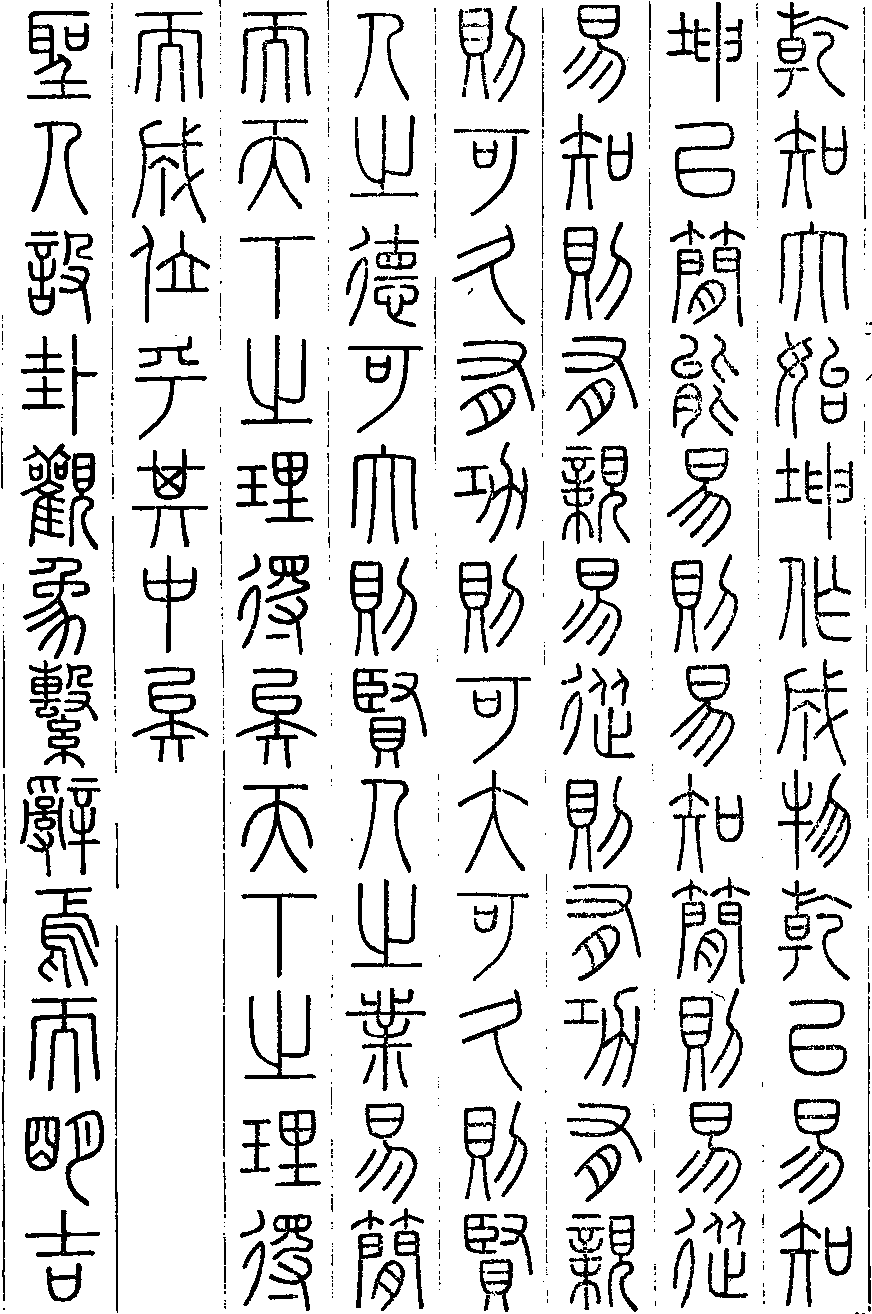 乾知大始坤作成物乾以易知
坤以簡能易則易知簡則易從
易知則有親易從則有功有親
則可久有功則可大可久則賢
人之德可大則賢人之業易簡
而天下之理得矣天下之理得
而成位乎其中矣
聖人設卦觀象繫辭焉而明吉